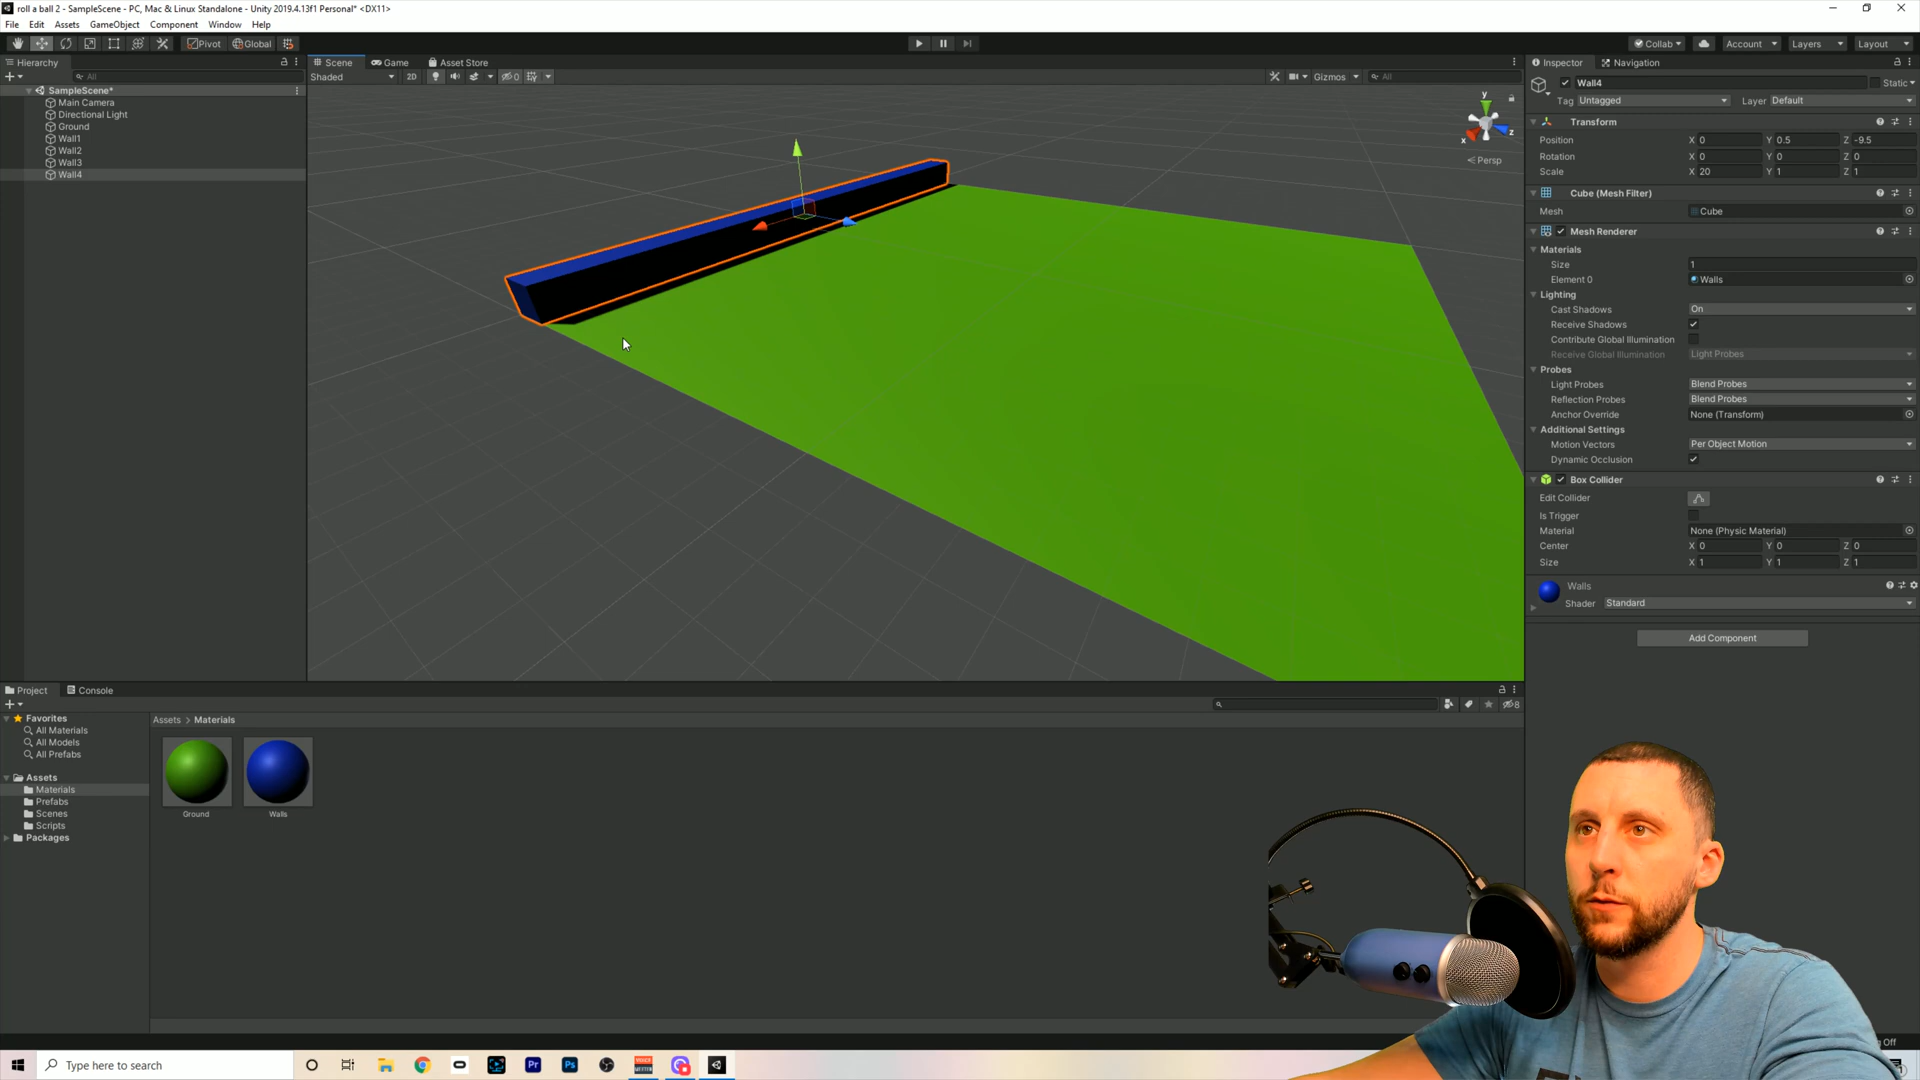 roll a ball 2 - SampleScene - PC, Mac & Linux Standalone - Unity 2019.4.13f1 Personal* <DX11>
File Edit Assets GameObject Component Window Help
Pivot Global Collab Account Layers Layout
Hierarchy
All
SampleScene*
Main Camera
Directional Light
Ground
Wall1
Wall2
Wall3
Wall4
Scene Game Asset Store
Shaded 2D 0 Gizmos All
y
x
z
Persp
Inspector Navigation
Wall4 Static
Tag Untagged Layer Default
Transform
Position X 0 Y 0.5 Z -9.5
Rotation X 0 Y 0 Z 0
Scale X 20 Y 1 Z 1
Cube (Mesh Filter)
Mesh Cube
Mesh Renderer
Materials
Size 1
Element 0 Walls
Lighting
Cast Shadows On
Receive Shadows
Contribute Global Illumination
Receive Global Illumination Light Probes
Probes
Light Probes Blend Probes
Reflection Probes Blend Probes
Anchor Override None (Transform)
Additional Settings
Motion Vectors Per Object Motion
Dynamic Occlusion
Box Collider
Edit Collider
Is Trigger
Material None (Physic Material)
Center X 0 Y 0 Z 0
Size X 1 Y 1 Z 1
Walls
Shader Standard
Add Component
Project Console
8
Favorites
All Materials
All Models
All Prefabs
Assets
Materials
Prefabs
Scenes
Scripts
Packages
Assets > Materials
Ground
Walls
Off
Type here to search
Pr
Ps